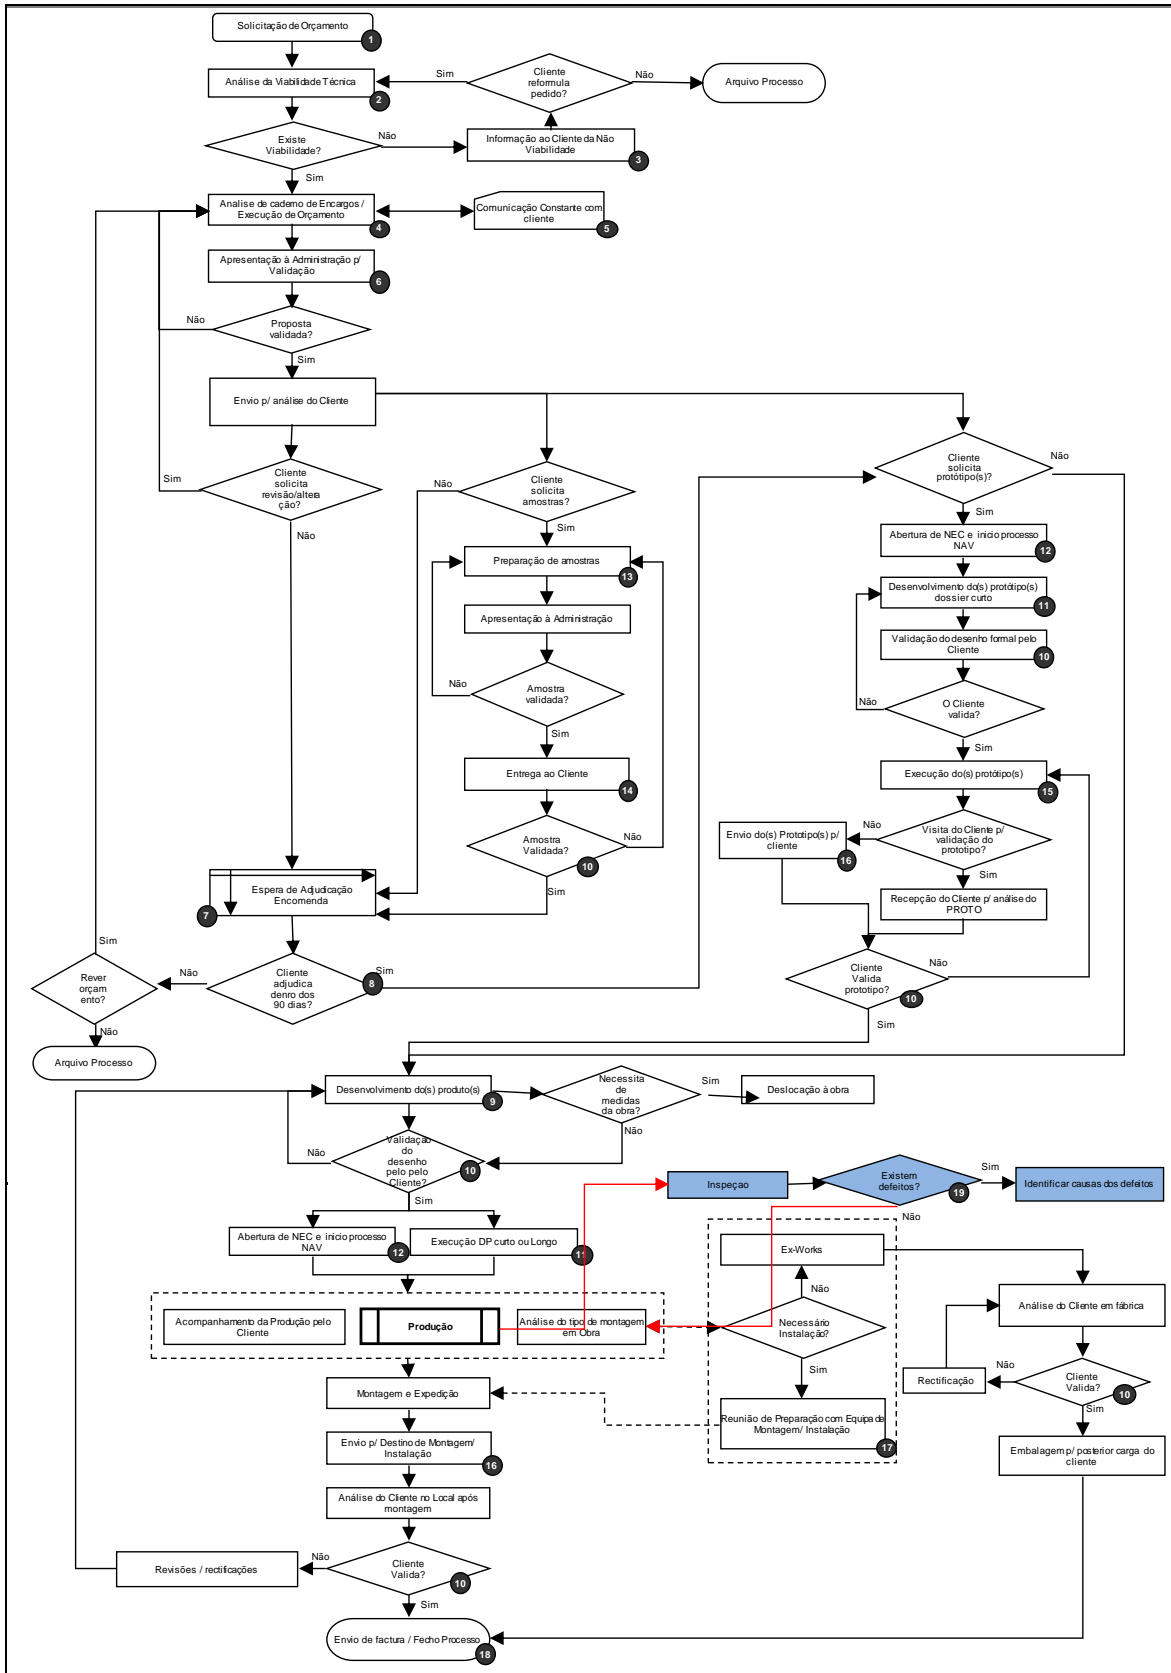 Solicitação de Orçamento
1
Análise da Viabilidade Técnica
2
Sim
Cliente
reformula
pedido?
Não
Arquivo Processo
Existe
Viabilidade?
Não
Informação ao Cliente da Não
Viabilidade
3
Sim
Analise de caderno de Encargos /
Execução de Orçamento
4
Comunicação Constante com
cliente
5
Apresentação à Administração p/
Validação
6
Não
Proposta
validada?
Sim
Envio p/ análise do Cliente
Sim
Cliente
solicita
revisão/altera
ção?
Não
Não
Cliente
solicita
amostras?
Sim
Cliente
solicita
protótipo(s)?
Não
Sim
Abertura de NEC e inicio processo
NAV
12
Preparação de amostras
13
Desenvolvimento do(s) protótipo(s)
dossier curto
11
Apresentação à Administração
Validação do desenho formal pelo
Cliente
10
Não
Amostra
validada?
Sim
Não
O Cliente
valida?
Sim
Entrega ao Cliente
14
Execução do(s) protótipo(s)
15
Amostra
Validada?
10
Não
Sim
Envio do(s) Prototipo(s) p/
cliente
16
Não
Visita do Cliente p/
validação do
prototipo?
Sim
Espera de Adjudicação
Encomenda
7
Recepção do Cliente p/ análise do
PROTO
Sim
Rever
orçam
ento?
Não
Cliente
adjudica
denro dos
90 dias?
8
Sim
Cliente
Valida
prototipo?
10
Não
Sim
Não
Arquivo Processo
Desenvolvimento do(s) produto(s)
9
Necessita
de
medidas
da obra?
Sim
Deslocação à obra
Não
Não
Validação
do
desenho
pelo pelo
Cliente?
10
Sim
Inspeçao
Existem
defeitos?
19
Sim
Identificar causas dos defeitos
Não
Abertura de NEC e inicio processo
NAV
12
Execução DP curto ou Longo
11
Ex-Works
Não
Acompanhamento da Produção pelo
Cliente
Produção
Análise do tipo de montagem
em Obra
Necessário
Instalação?
Sim
Análise do Cliente em fábrica
Rectificação
Não
Cliente
Valida?
10
Sim
Montagem e Expedição
Reunião de Preparação com Equipa de
Montagem/ Instalação
17
Envio p/ Destino de Montagem/
Instalação
16
Embalagem p/ posterior carga do
cliente
Análise do Cliente no Local após
montagem
Revisões / rectificações
Não
Cliente
Valida?
10
Sim
Envio de factura / Fecho Processo
18